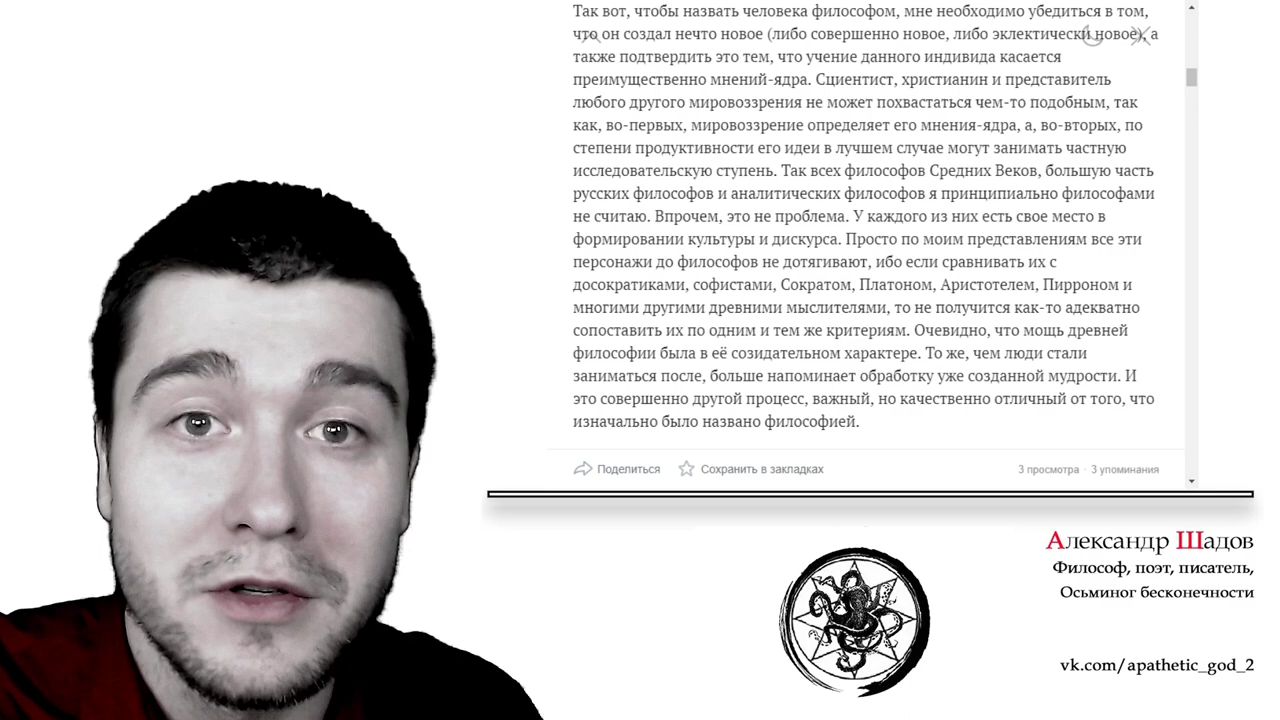 Так вот, чтобы назвать человека философом, мне необходимо убедиться в том,
что он создал нечто новое (либо совершенно новое, либо эклектически новое), а
также подтвердить это тем, что учение данного индивида касается
преимущественно мнений-ядра. Сциентист, христианин и представитель
любого другого мировоззрения не может похвастаться чем-то подобным, так
как, во-первых, мировоззрение определяет его мнения-ядра, а, во-вторых, по
степени продуктивности его идеи в лучшем случае могут занимать частную
исследовательскую ступень. Так всех философов Средних Веков, большую часть
русских философов и аналитических философов я принципиально философами
не считаю. Впрочем, это не проблема. У каждого из них есть свое место в
формировании культуры и дискурса. Просто по моим представлениям все эти
персонажи до философов не дотягивают, ибо если сравнивать их с
досократиками, софистами, Сократом, Платоном, Аристотелем, Пирроном и
многими другими древними мыслителями, то не получится как-то адекватно
сопоставить их по одним и тем же критериям. Очевидно, что мощь древней
философии была в её созидательном характере. То же, чем люди стали
заниматься после, больше напоминает обработку уже созданной мудрости. И
это совершенно другой процесс, важный, но качественно отличный от того, что
изначально было названо философией.
Поделиться Сохранить в закладках 3 просмотра · 3 упоминания
Александр Шадов
Философ, поэт, писатель,
Осьминог бесконечности
vk.com/apathetic_god_2